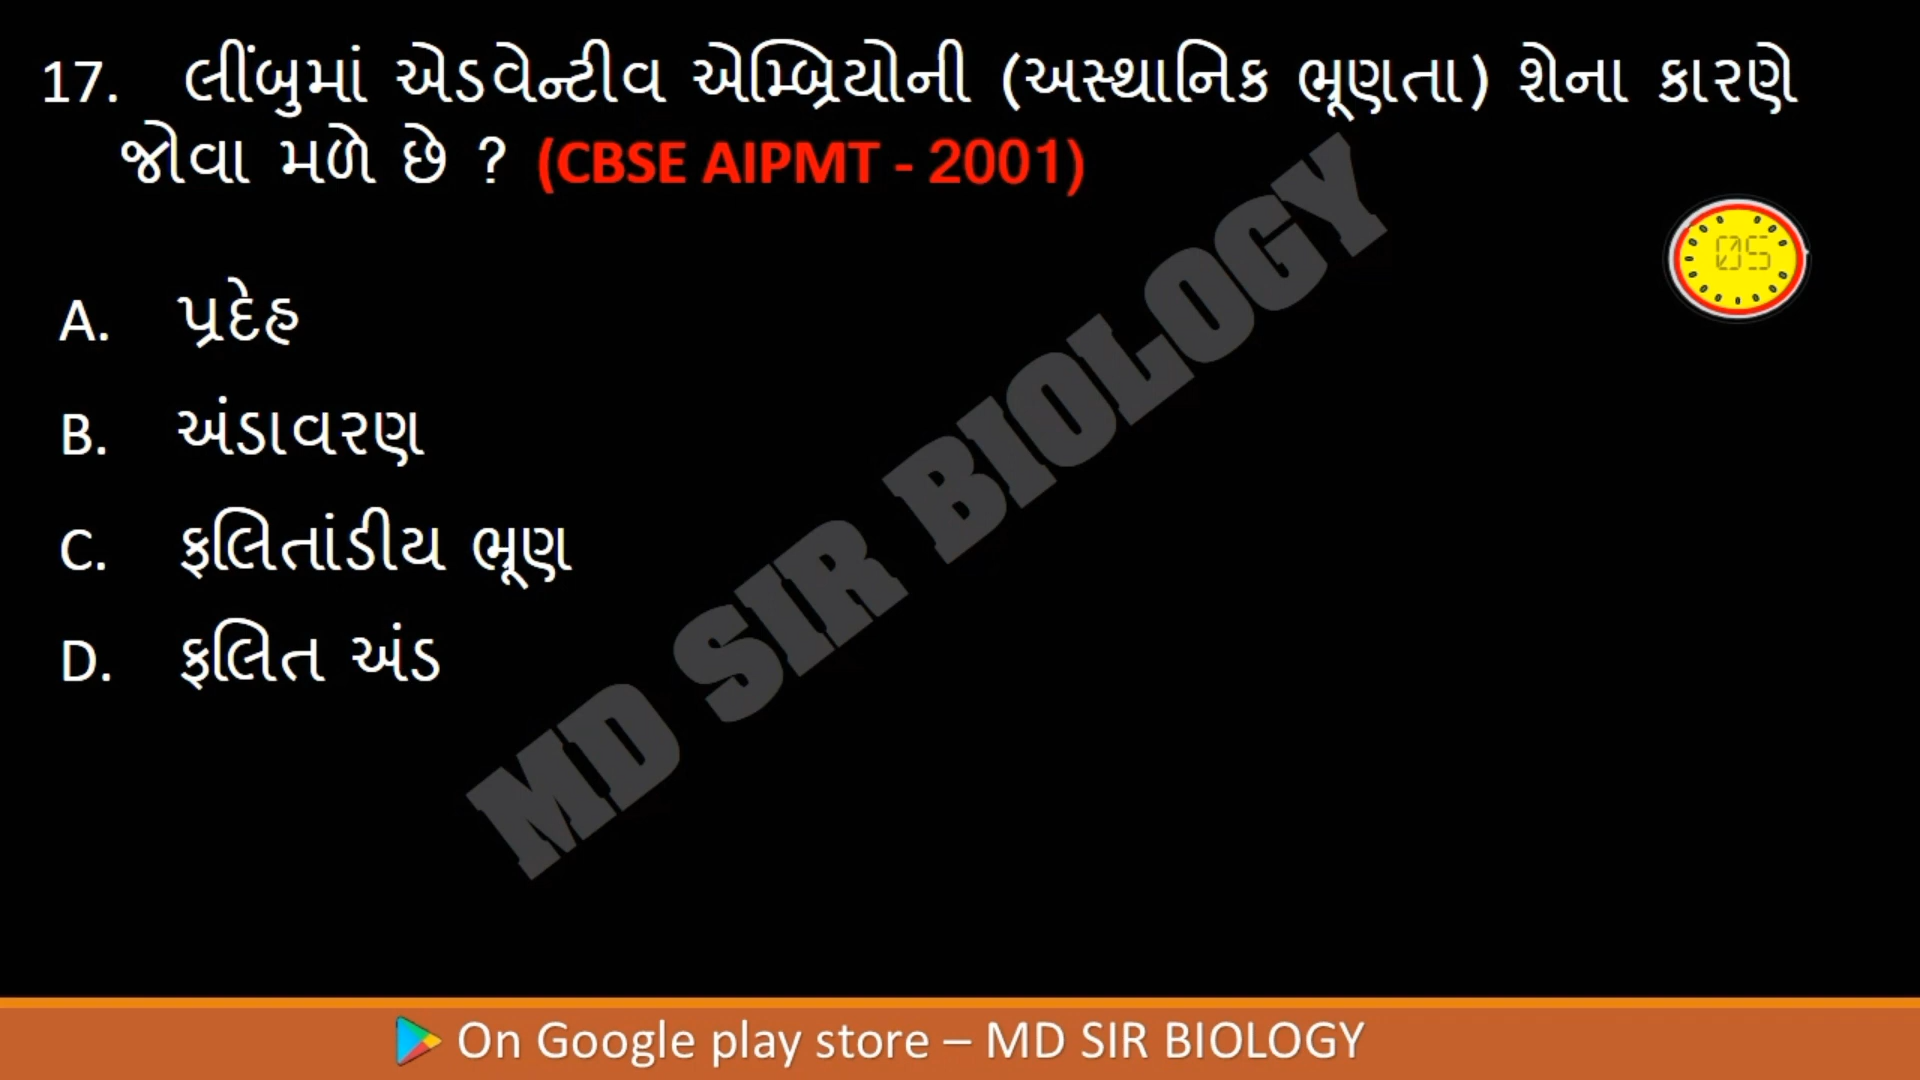 17. લીંબુમાં એડવેન્ટીવ એમ્બ્રિયોની (અસ્થાનિક ભૂણતા) શેના કારણે
જોવા મળે છે ? (CBSE AIPMT - 2001)
05
A. પ્રદેહ
B. અંડાવરણ
C. ફલિતાંડીય ભ્રૂણ
D. ફલિત અંડ
MD SIR BIOLOGY
On Google play store – MD SIR BIOLOGY